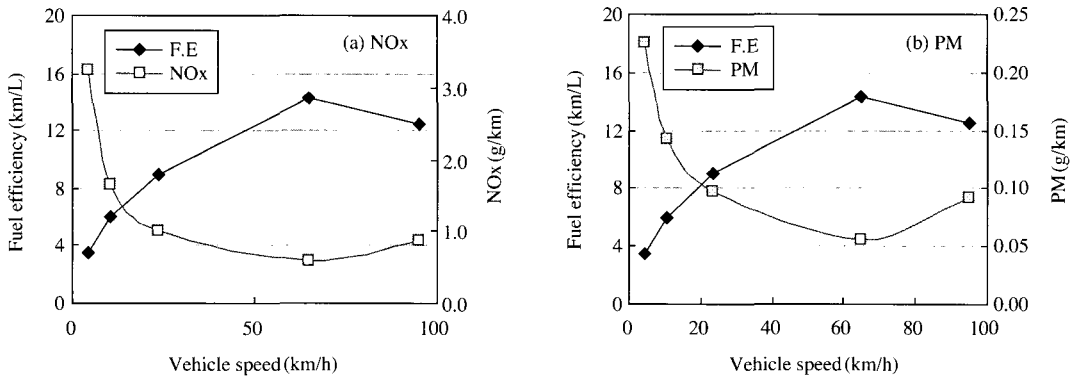 (a) NOx
F.E
NOx
Fuel efficiency (km/L)
20
16
12
8
4
0
4.0
3.0
2.0
1.0
0.0
NOx (g/km)
0
50
100
Vehicle speed (km/h)
(b) PM
F.E
PM
Fuel efficiency (km/L)
20
16
12
8
4
0
0.25
0.20
0.15
0.10
0.05
0.00
PM (g/km)
0
20
40
60
80
100
Vehicle speed (km/h)